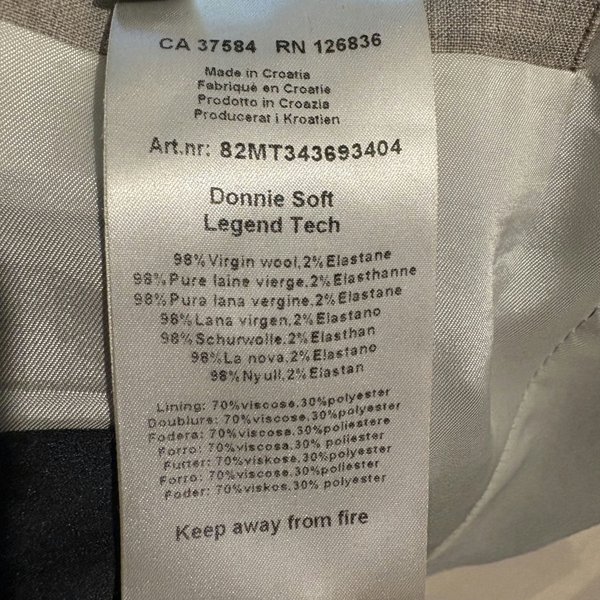 CA 37584 RN 126836
Made in Croatia
Fabriqué en Croatie
Prodotto in Croazia
Producerat i Kroatien
Art.nr: 82MT343693404
Donnie Soft
Legend Tech
98%Virgin wool,2%Elastane
98%Pure laine vierge,2%Elasthanne
98%Pura lana vergine,2%Elastane
98%Lana virgen,2%Elastano
98%Schurwolle,2%Elasthan
98%La nova,2%Elastano
98%Nyull,2%Elastan
Lining: 70%viscose,30%polyester
Doublure: 70%viscose,30%polyester
Fodera: 70%viscosa,30%poliestere
Forro: 70%viscosa,30% poliester
Futter: 70%viskose,30% polyester
Forro: 70%viscose,30% poliester
Foder: 70%viskos,30% polyester
Keep away from fire